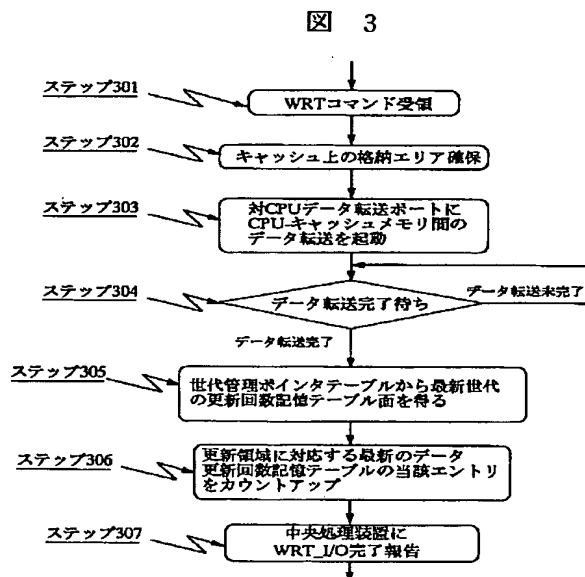 図 3
ステップ301
WRTコマンド受領
ステップ302
キャッシュ上の格納エリア確保
ステップ303
対CPUデータ転送ポートに
CPU-キャッシュメモリ間の
データ転送を起動
ステップ304
データ転送完了待ち
データ転送未完了
データ転送完了
ステップ305
世代管理ポインタテーブルから最新世代
の更新回数記憶テーブル面を得る
ステップ306
更新領域に対応する最新のデータ
更新回数記憶テーブルの当該エントリ
をカウントアップ
ステップ307
中央処理装置に
WRT_I/O完了報告